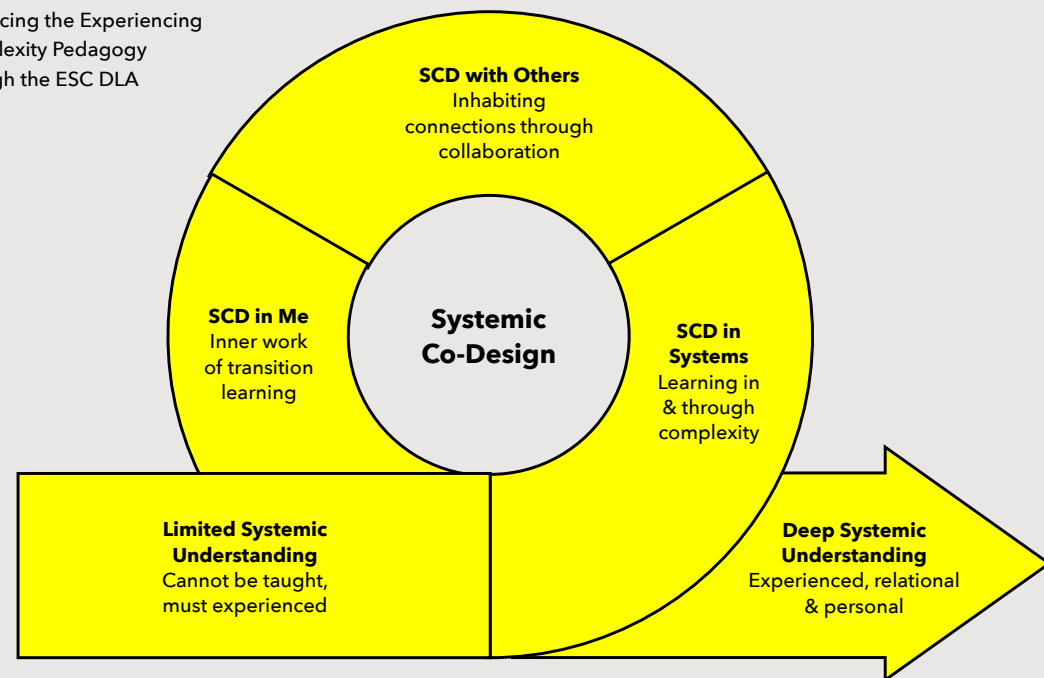 cing the Experiencing
lexity Pedagogy
gh the ESC DLA
SCD with Others
Inhabiting
connections through
collaboration
SCD in Me
Inner work
of transition
learning
Systemic
Co-Design
SCD in
Systems
Learning in
& through
complexity
Limited Systemic
Understanding
Cannot be taught,
must experienced
Deep Systemic
Understanding
Experienced, relational
& personal